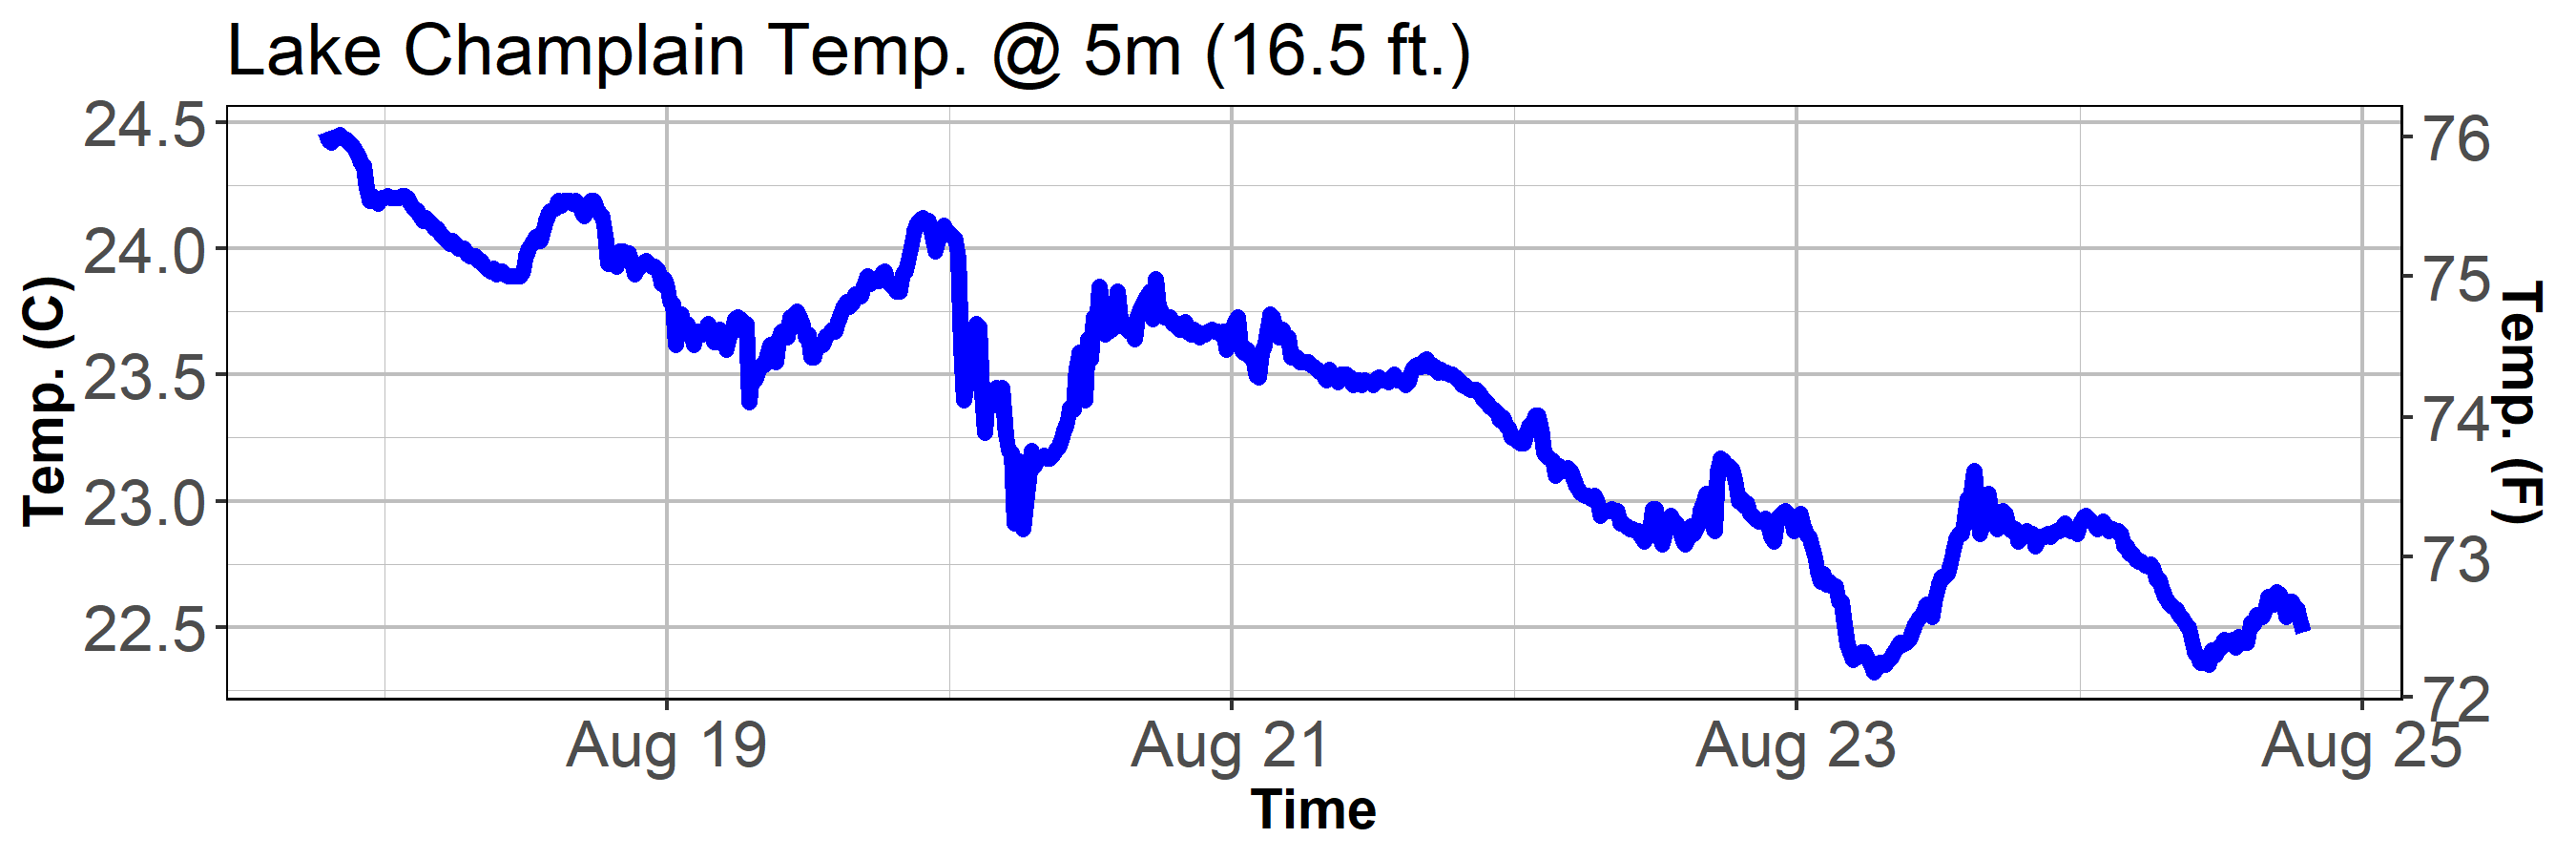 Lake Champlain Temp. @ 5m (16.5 ft.)
Temp. (C)
24.5
24.0
23.5
23.0
22.5
76
75
74
73
72
Temp. (F)
Aug 19 Aug 21 Aug 23 Aug 25
Time